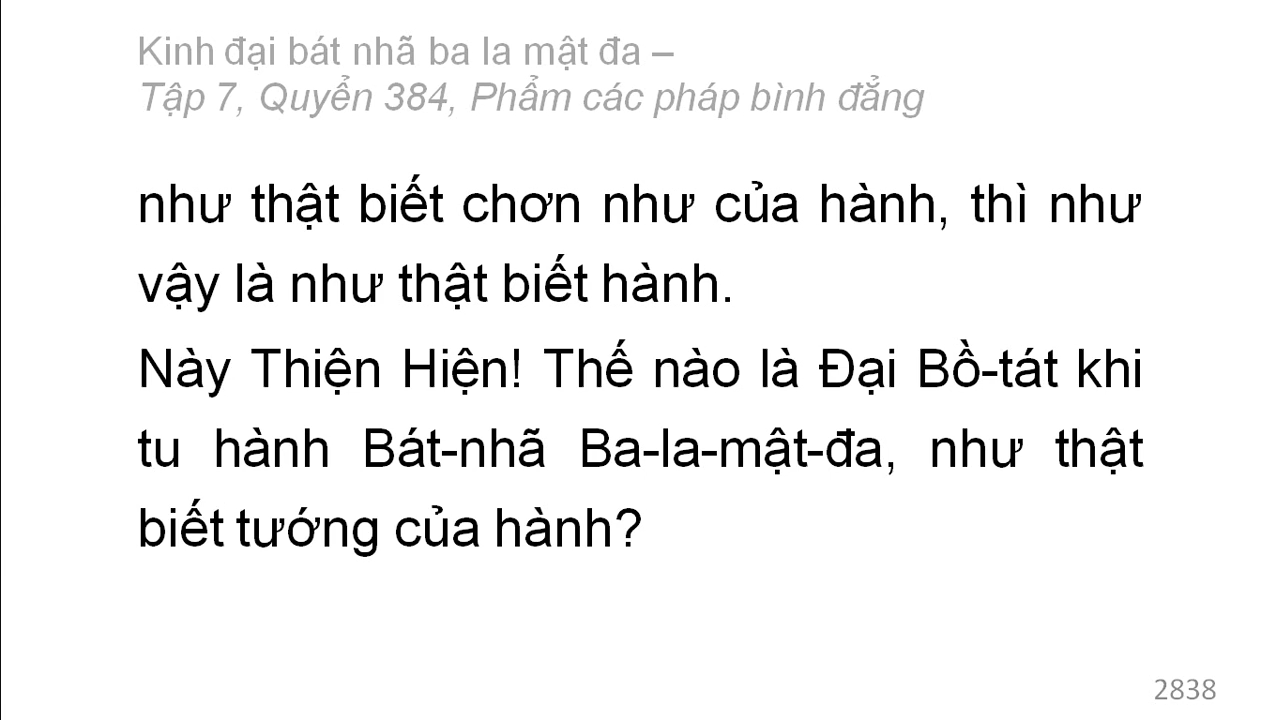 Kinh đại bát nhã ba la mật đa –
Tập 7, Quyển 384, Phẩm các pháp bình đẳng
như thật biết chơn như của hành, thì như
vậy là như thật biết hành.
Này Thiện Hiện! Thế nào là Đại Bồ-tát khi
tu hành Bát-nhã Ba-la-mật-đa, như thật
biết tướng của hành?
2838